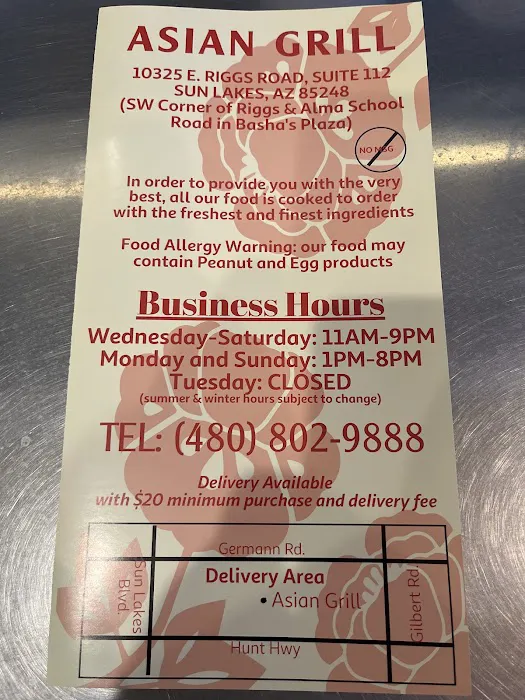 ASIAN GRILL
10325 E. RIGGS ROAD, SUITE 112
SUN LAKES, AZ 85248
(SW Corner of Riggs & Alma School
Road in Basha's Plaza)
NO MSG
In order to provide you with the very
best, all our food is cooked to order
with the freshest and finest ingredients
Food Allergy Warning: our food may
contain Peanut and Egg products
Business Hours
Wednesday-Saturday: 11AM-9PM
Monday and Sunday: 1PM-8PM
Tuesday: CLOSED
(summer & winter hours subject to change)
TEL: (480) 802-9888
Delivery Available
with $20 minimum purchase and delivery fee
Germann Rd.
Sun Lakes
Blvd.
Delivery Area
• Asian Grill
Gilbert Rd.
Hunt Hwy